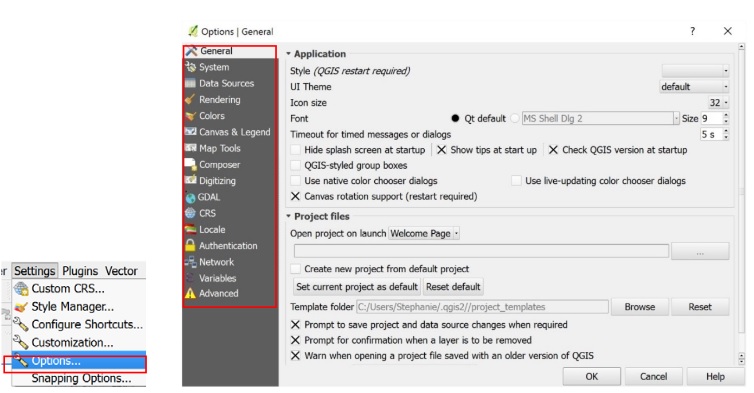 Options | General
?
General
System
Data Sources
Rendering
Colors
Canvas & Legend
Map Tools
Composer
Digitizing
GDAL
CRS
Locale
Authentication
Network
Variables
Advanced
Application
Style (QGIS restart required)
UI Theme default
Icon size 32
Font Qt default MS Shell Dlg 2 Size 9
Timeout for timed messages or dialogs 5 s
Hide splash screen at startup Show tips at start up Check QGIS version at startup
QGIS-styled group boxes
Use native color chooser dialogs Use live-updating color chooser dialogs
Canvas rotation support (restart required)
Project files
Open project on launch Welcome Page
...
Create new project from default project
Set current project as default Reset default
Template folder C:/Users/Stephanie/.qgis2//project_templates Browse Reset
Prompt to save project and data source changes when required
Prompt for confirmation when a layer is to be removed
Warn when opening a project file saved with an older version of QGIS
OK Cancel Help
er Settings Plugins Vector
Custom CRS...
Style Manager...
Configure Shortcuts...
Customization...
Options...
Snapping Options...